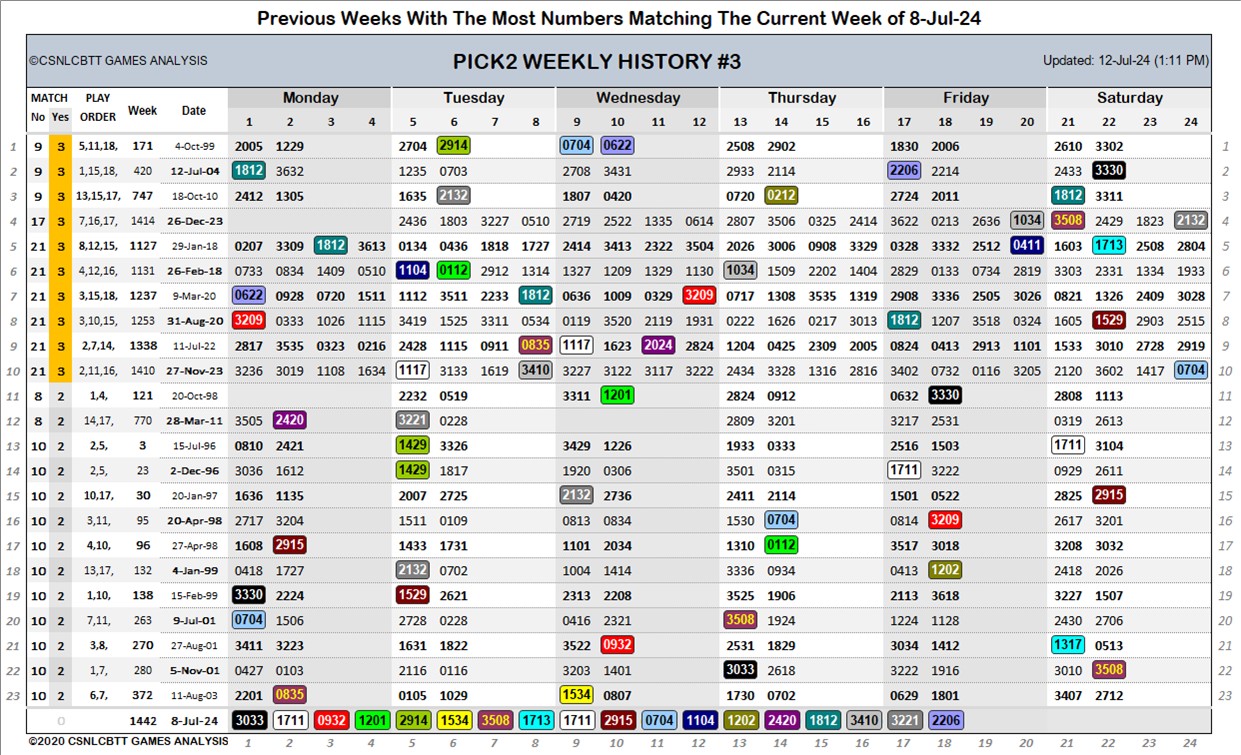 Previous Weeks With The Most Numbers Matching The Current Week of 8-Jul-24
©CSNLCBTT GAMES ANALYSIS PICK2 WEEKLY HISTORY #3 Updated: 12-Jul-24 (1:11 PM)
MATCH PLAY Week Date Monday Tuesday Wednesday Thursday Friday Saturday
No Yes ORDER 1 2 3 4 5 6 7 8 9 10 11 12 13 14 15 16 17 18 19 20 21 22 23 24
1 9 3 5,11,18, 171 4-Oct-99 2005 1229 2704 2914 0704 0622 2508 2902 1830 2006 2610 3302 1
2 9 3 1,15,18, 420 12-Jul-04 1812 3632 1235 0703 2708 3431 2933 2114 2206 2214 2433 3330 2
3 9 3 13,15,17, 747 18-Oct-10 2412 1305 1635 2132 1807 0420 0720 0212 2724 2011 1812 3311 3
4 17 3 7,16,17, 1414 26-Dec-23 2436 1803 3227 0510 2719 2522 1335 0614 2807 3506 0325 2414 3622 0213 2636 1034 3508 2429 1823 2132 4
5 21 3 8,12,15, 1127 29-Jan-18 0207 3309 1812 3613 0134 0436 1818 1727 2414 3413 2322 3504 2026 3006 0908 3329 0328 3332 2512 0411 1603 1713 2508 2804 5
6 21 3 4,12,16, 1131 26-Feb-18 0733 0834 1409 0510 1104 0112 2912 1314 1327 1209 1329 1130 1034 1509 2202 1404 2829 0133 0734 2819 3303 2331 1334 1933 6
7 21 3 3,15,18, 1237 9-Mar-20 0622 0928 0720 1511 1113 3511 2233 1812 0636 1009 0329 3209 0717 1308 3535 1319 2908 3330 2505 3026 0821 1326 2409 3028 7
8 21 3 3,10,15, 1253 31-Aug-20 3209 0333 1026 1115 3419 1525 3311 0534 0119 3520 2119 1931 0222 1626 0217 3013 1812 1207 3518 0324 1605 1529 2903 2515 8
9 21 3 2,7,14, 1338 11-Jul-22 2817 3535 0323 0216 2428 1115 0911 0835 1117 1623 2024 2824 1204 0425 2309 2005 0824 0413 2913 1101 1533 3010 2728 2919 9
10 21 3 2,11,16, 1410 27-Nov-23 3236 3019 1108 1634 1117 3133 1619 3410 3227 3122 3117 3222 2434 3328 1316 2816 3402 0732 0116 3205 2120 3602 1417 0704 10
11 8 2 1,4, 121 20-Oct-98 2232 0519 3311 1201 2824 0912 0632 3330 2808 1113 11
12 8 2 14,17, 770 28-Mar-11 3505 2420 3221 0228 2809 3201 3217 2531 0319 2613 12
13 10 2 2,5, 3 15-Jul-96 0810 2421 1429 3326 3429 1226 1933 0333 2516 1503 1711 3104 13
14 10 2 2,5, 23 2-Dec-96 3036 1612 1429 1817 1920 0306 3501 0315 1711 3222 0929 2611 14
15 10 2 10,17, 30 20-Jan-97 1636 1135 2007 2725 2132 2736 2411 2114 1501 0522 2825 2915 15
16 10 2 3,11, 95 20-Apr-98 2717 3204 1511 0109 0813 0834 1530 0704 0814 3209 2617 3201 16
17 10 2 4,10, 96 27-Apr-98 1608 2915 1433 1731 1101 2034 1310 0112 3517 3018 3208 3032 17
18 10 2 13,17, 132 4-Jan-99 0418 1727 2132 0702 1004 1414 3336 0934 0413 1202 2418 2026 18
19 10 2 1,10, 138 15-Feb-99 3330 2224 1529 2621 2313 2208 3525 1906 2113 3618 3227 1507 19
20 10 2 7,11, 263 9-Jul-01 0704 1506 2728 0228 0416 2321 3508 1924 1224 1128 2430 2706 20
21 10 2 3,8, 270 27-Aug-01 3411 3223 1631 1822 3522 0932 2531 1829 3034 1412 1317 0513 21
22 10 2 1,7, 280 5-Nov-01 0427 0103 2116 0116 3203 1401 3033 2618 3222 1916 3010 3508 22
23 10 2 6,7, 372 11-Aug-03 2201 0835 0105 1029 1534 0807 1730 0702 0629 1801 3407 2712 23
0 1442 8-Jul-24 3033 1711 0932 1201 2914 1534 3508 1713 1711 2915 0704 1104 1202 2420 1812 3410 3221 2206
©2020 CSNLCBTT GAMES ANALYSIS 1 2 3 4 5 6 7 8 9 10 11 12 13 14 15 16 17 18 19 20 21 22 23 24